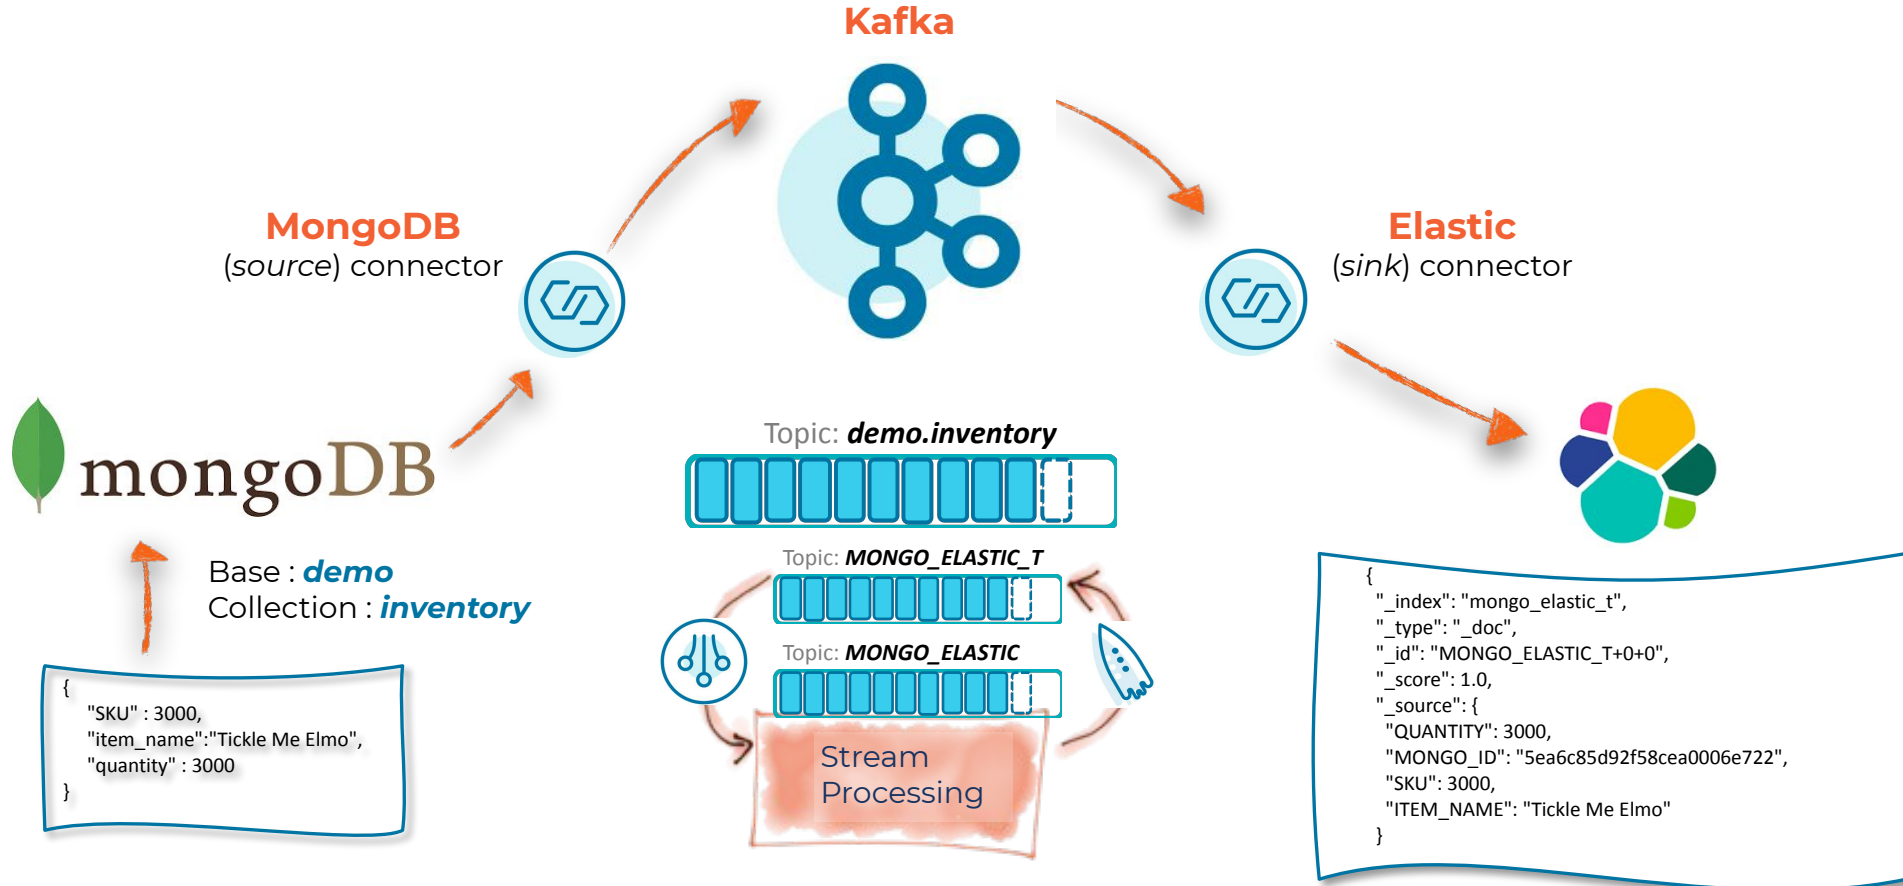 Kafka
MongoDB
(source) connector
Elastic
(sink) connector
mongoDB
Base : demo
Collection : inventory
{
"SKU" : 3000,
"item_name":"Tickle Me Elmo",
"quantity" : 3000
}
Topic: demo.inventory
Topic: MONGO_ELASTIC_T
Topic: MONGO_ELASTIC
Stream
Processing
{
"_index": "mongo_elastic_t",
"_type": "_doc",
"_id": "MONGO_ELASTIC_T+0+0",
"_score": 1.0,
"_source": {
"QUANTITY": 3000,
"MONGO_ID": "5ea6c85d92f58cea0006e722",
"SKU": 3000,
"ITEM_NAME": "Tickle Me Elmo"
}